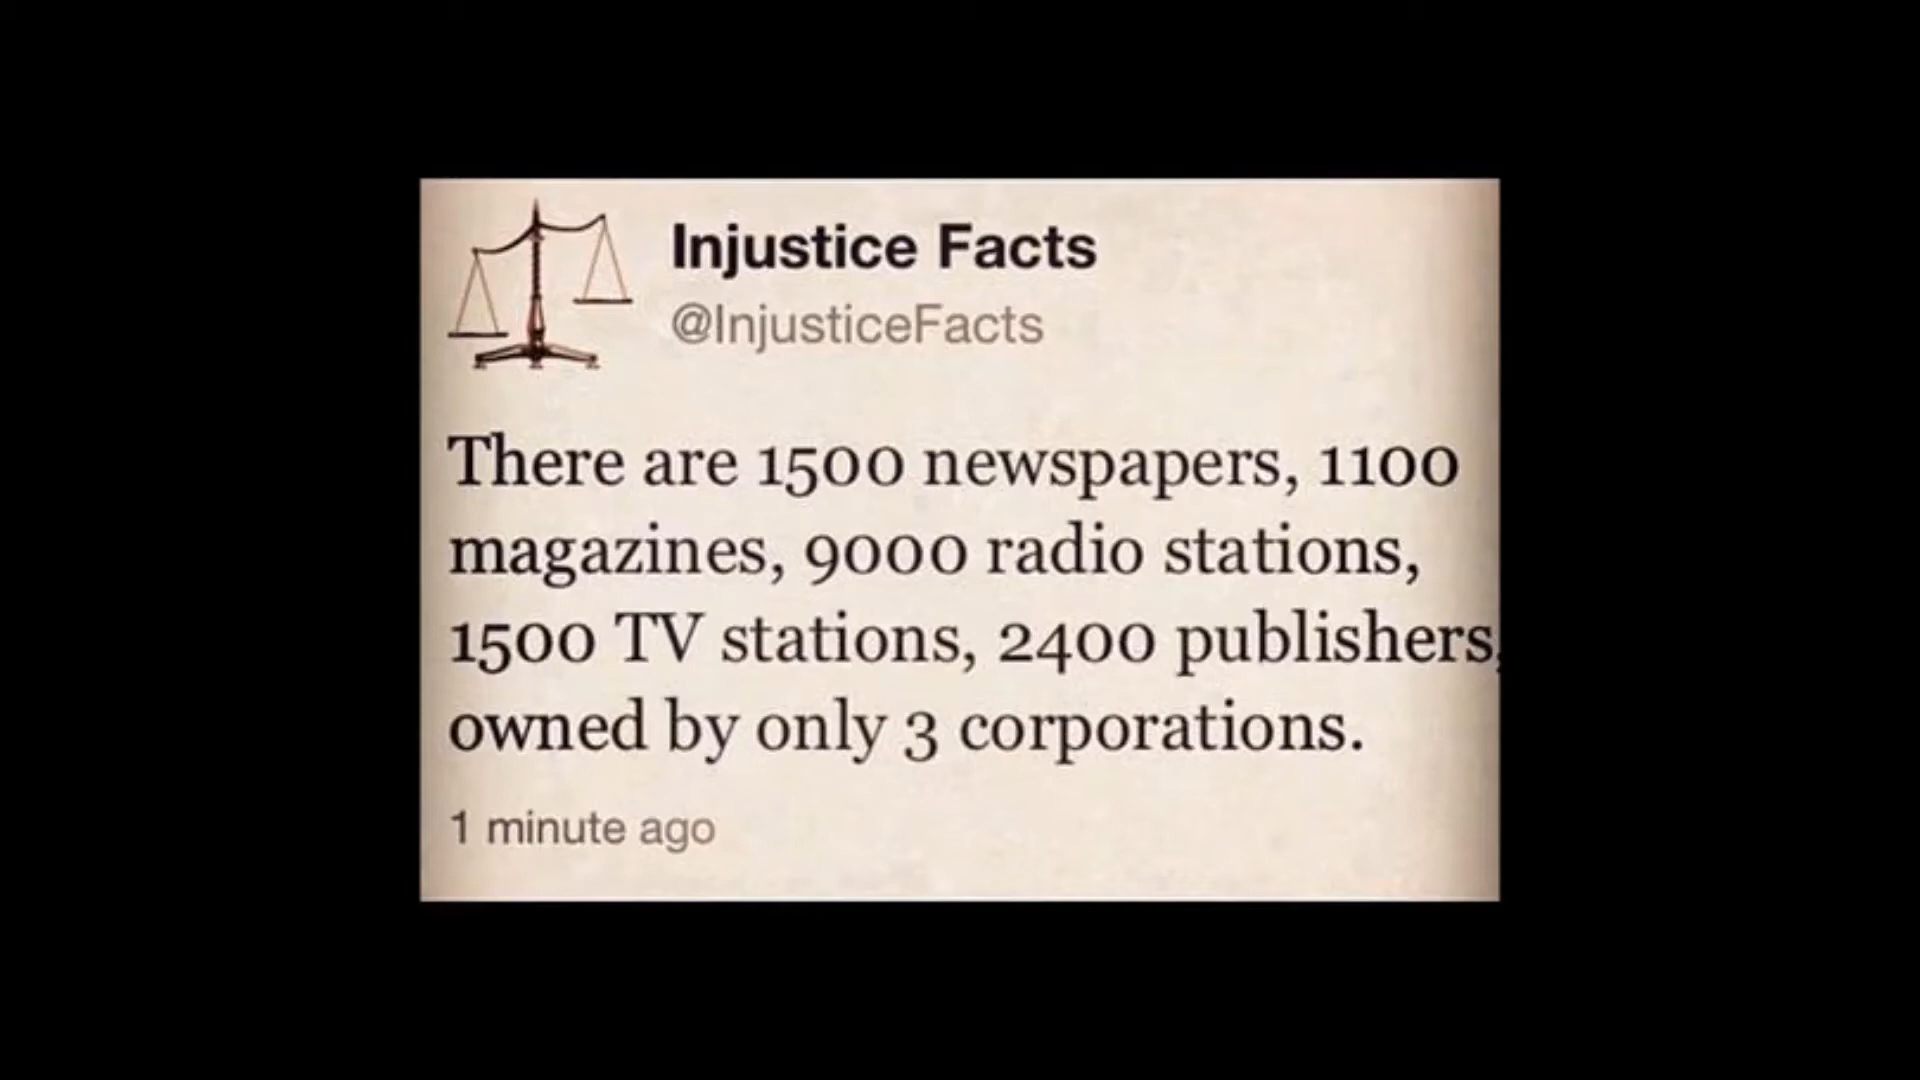 Injustice Facts
@InjusticeFacts
There are 1500 newspapers, 1100
magazines, 9000 radio stations,
1500 TV stations, 2400 publishers,
owned by only 3 corporations.
1 minute ago